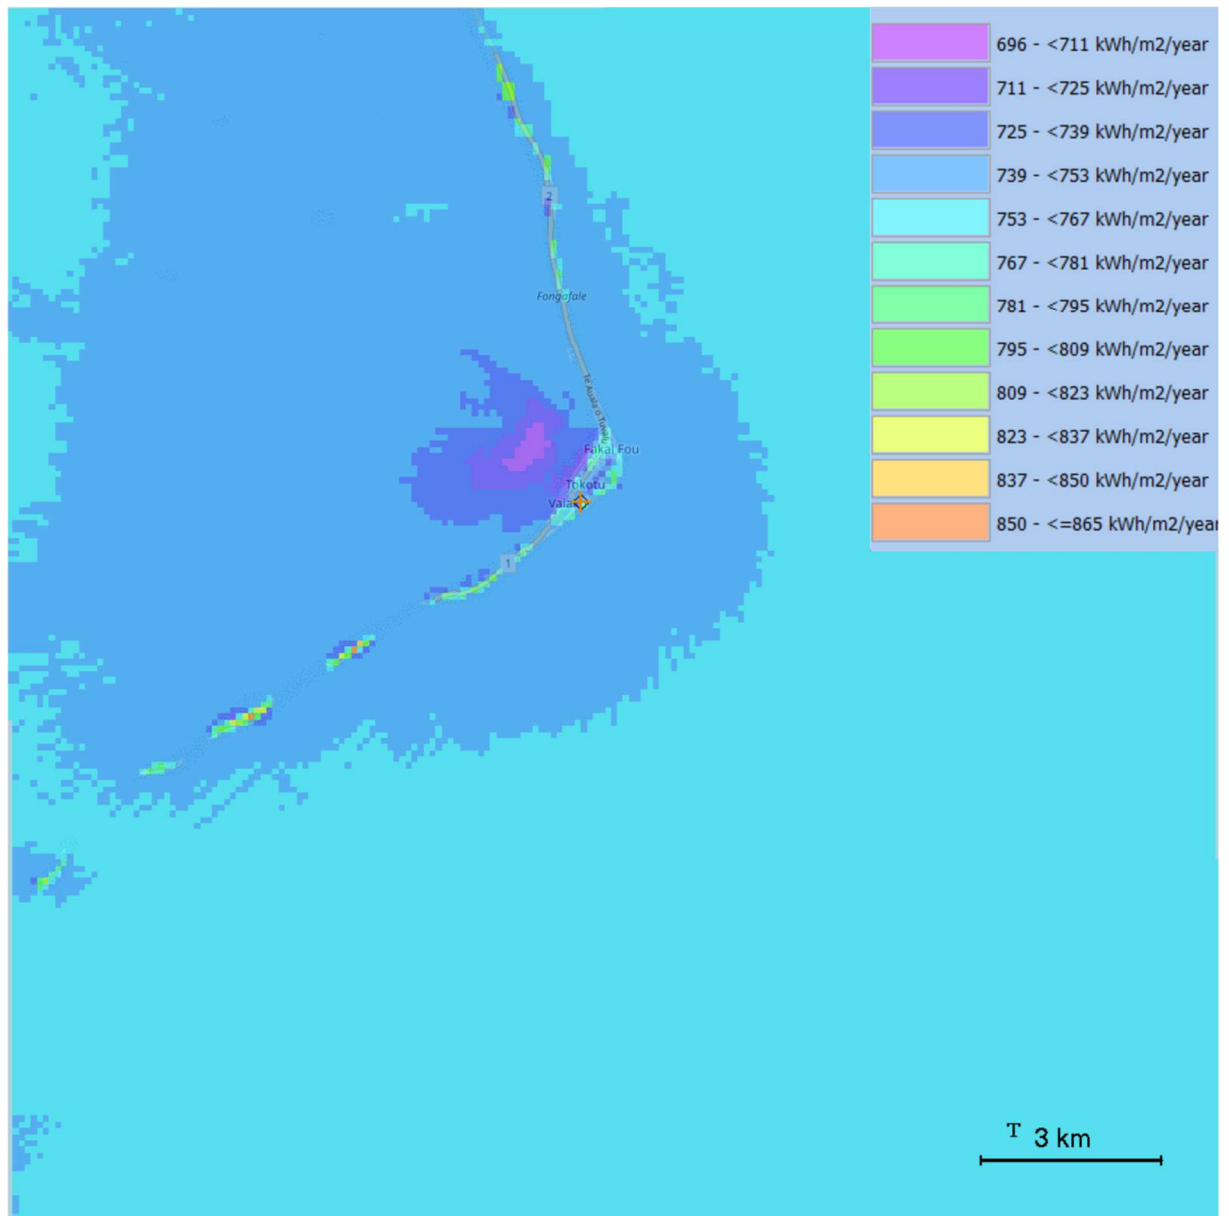 696 - <711 kWh/m2/year
711 - <725 kWh/m2/year
725 - <739 kWh/m2/year
739 - <753 kWh/m2/year
753 - <767 kWh/m2/year
767 - <781 kWh/m2/year
781 - <795 kWh/m2/year
795 - <809 kWh/m2/year
809 - <823 kWh/m2/year
823 - <837 kWh/m2/year
837 - <850 kWh/m2/year
850 - <=865 kWh/m2/year
2
Fongafale
Te Auala o Tuvalu
Fakai Fou
Tokotu
1
T 3 km